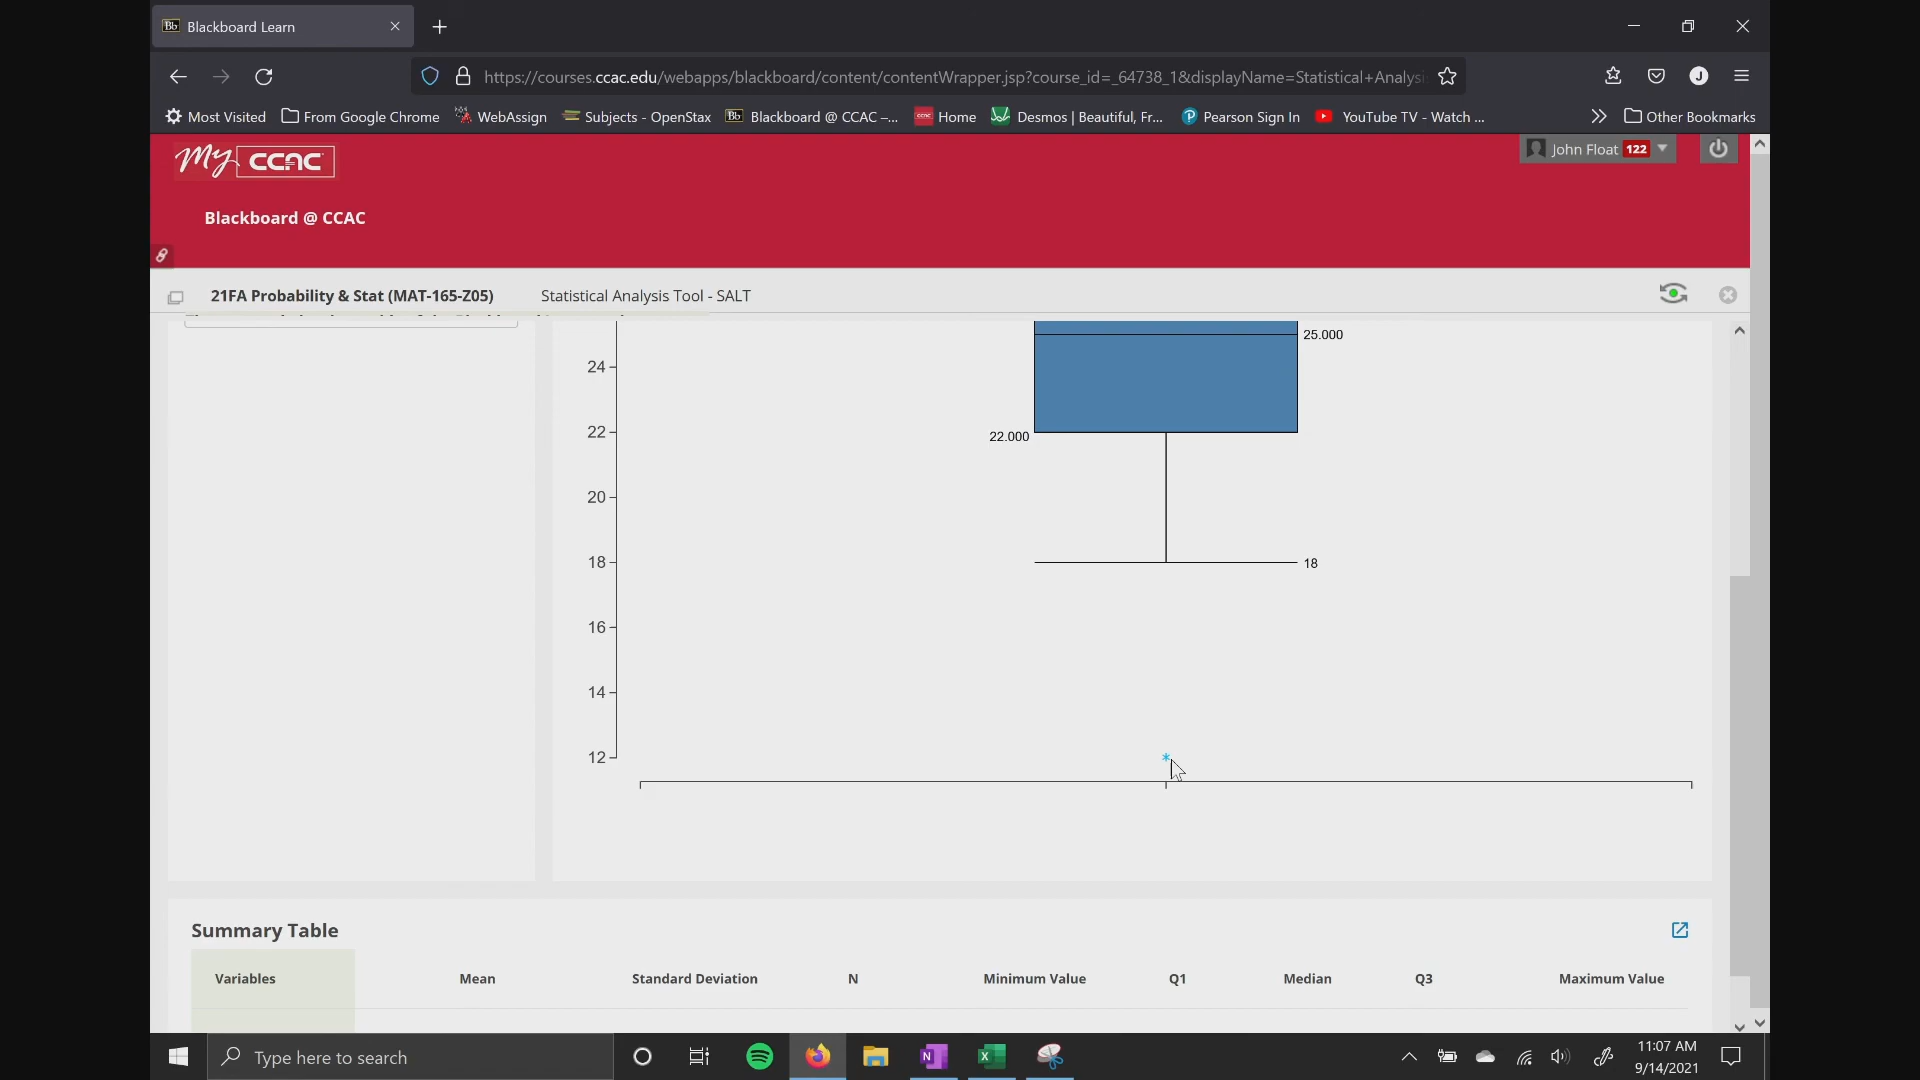 Blackboard Learn
https://courses.ccac.edu/webapps/blackboard/content/contentWrapper.jsp?course_id=_64738_1&displayName=Statistical+Analysi
Most Visited From Google Chrome WebAssign Subjects - OpenStax Blackboard @ CCAC –... Home Desmos | Beautiful, Fr... Pearson Sign In YouTube TV - Watch ... Other Bookmarks
My CCAC
John Float 122
Blackboard @ CCAC
21FA Probability & Stat (MAT-165-Z05) Statistical Analysis Tool - SALT
25.000
24
22
22.000
20
18
18
16
14
12
*
Summary Table
Variables Mean Standard Deviation N Minimum Value Q1 Median Q3 Maximum Value
Type here to search
11:07 AM
9/14/2021